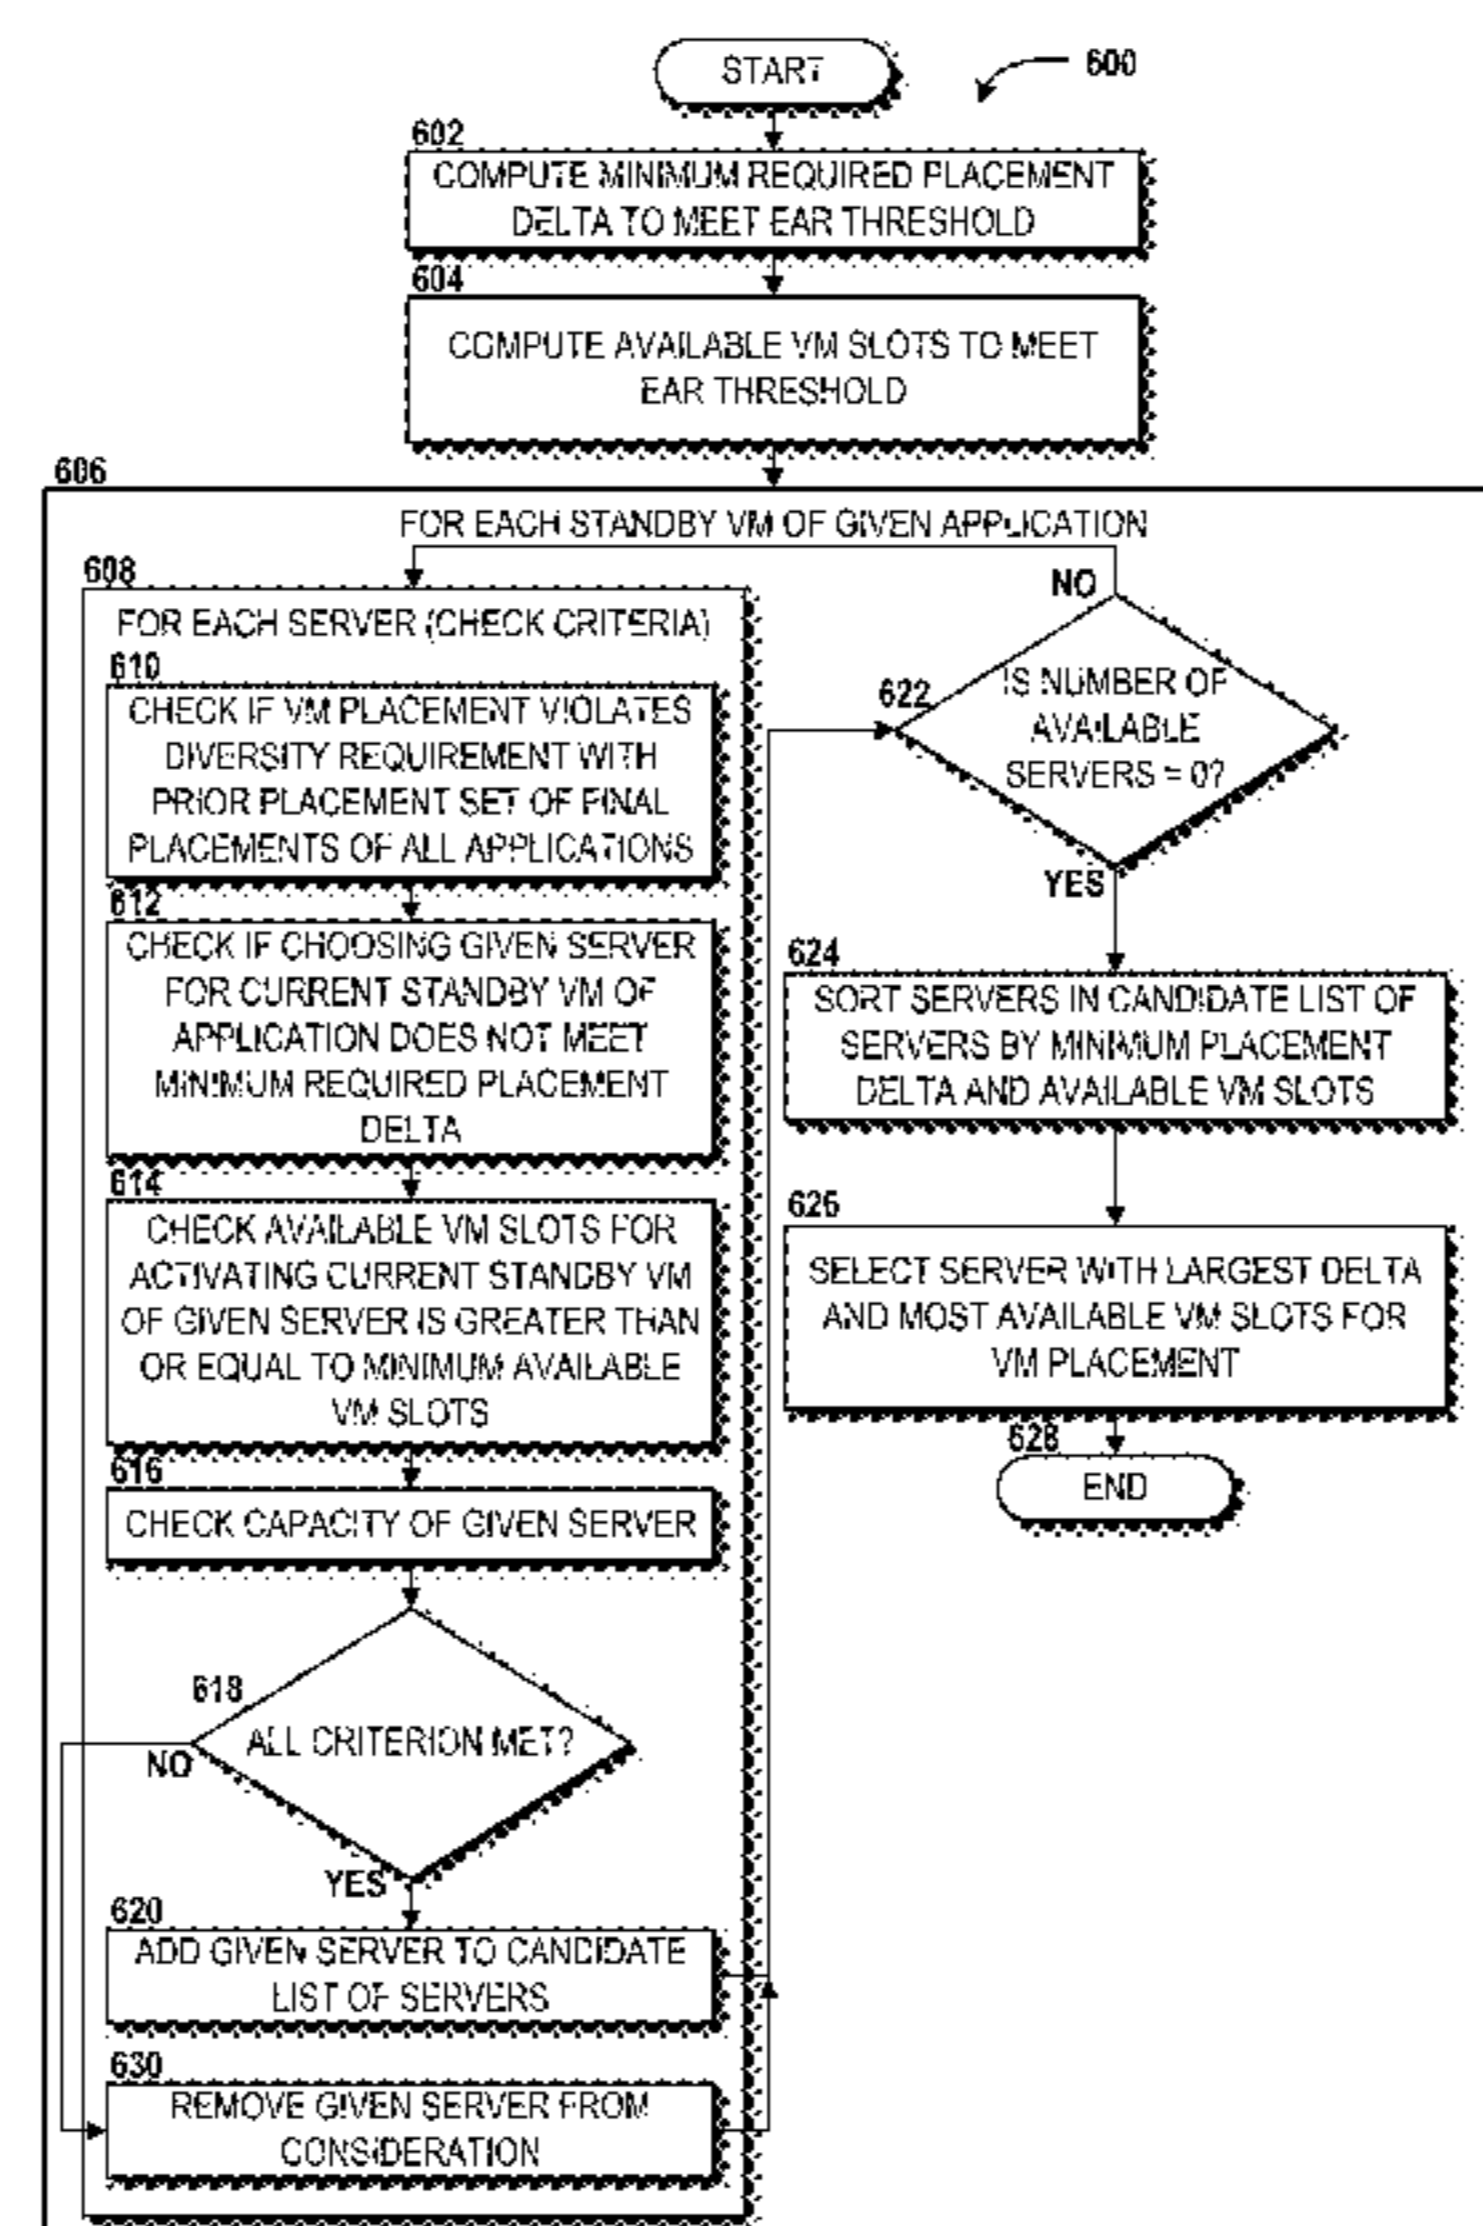 START
600
602
COMPUTE MINIMUM REQUIRED PLACEMENT
DELTA TO MEET EAR THRESHOLD
604
COMPUTE AVAILABLE VM SLOTS TO MEET
EAR THRESHOLD
606
FOR EACH STANDBY VM OF GIVEN APPLICATION
608
FOR EACH SERVER (CHECK CRITERIA)
610
CHECK IF VM PLACEMENT VIOLATES
DIVERSITY REQUIREMENT WITH
PRIOR PLACEMENT SET OF FINAL
PLACEMENTS OF ALL APPLICATIONS
612
CHECK IF CHOOSING GIVEN SERVER
FOR CURRENT STANDBY VM OF
APPLICATION DOES NOT MEET
MINIMUM REQUIRED PLACEMENT
DELTA
614
CHECK AVAILABLE VM SLOTS FOR
ACTIVATING CURRENT STANDBY VM
OF GIVEN SERVER IS GREATER THAN
OR EQUAL TO MINIMUM AVAILABLE
VM SLOTS
616
CHECK CAPACITY OF GIVEN SERVER
618
ALL CRITERION MET?
NO
YES
620
ADD GIVEN SERVER TO CANDIDATE
LIST OF SERVERS
630
REMOVE GIVEN SERVER FROM
CONSIDERATION
NO
622
IS NUMBER OF
AVAILABLE
SERVERS = 0?
YES
624
SORT SERVERS IN CANDIDATE LIST OF
SERVERS BY MINIMUM PLACEMENT
DELTA AND AVAILABLE VM SLOTS
626
SELECT SERVER WITH LARGEST DELTA
AND MOST AVAILABLE VM SLOTS FOR
VM PLACEMENT
628
END